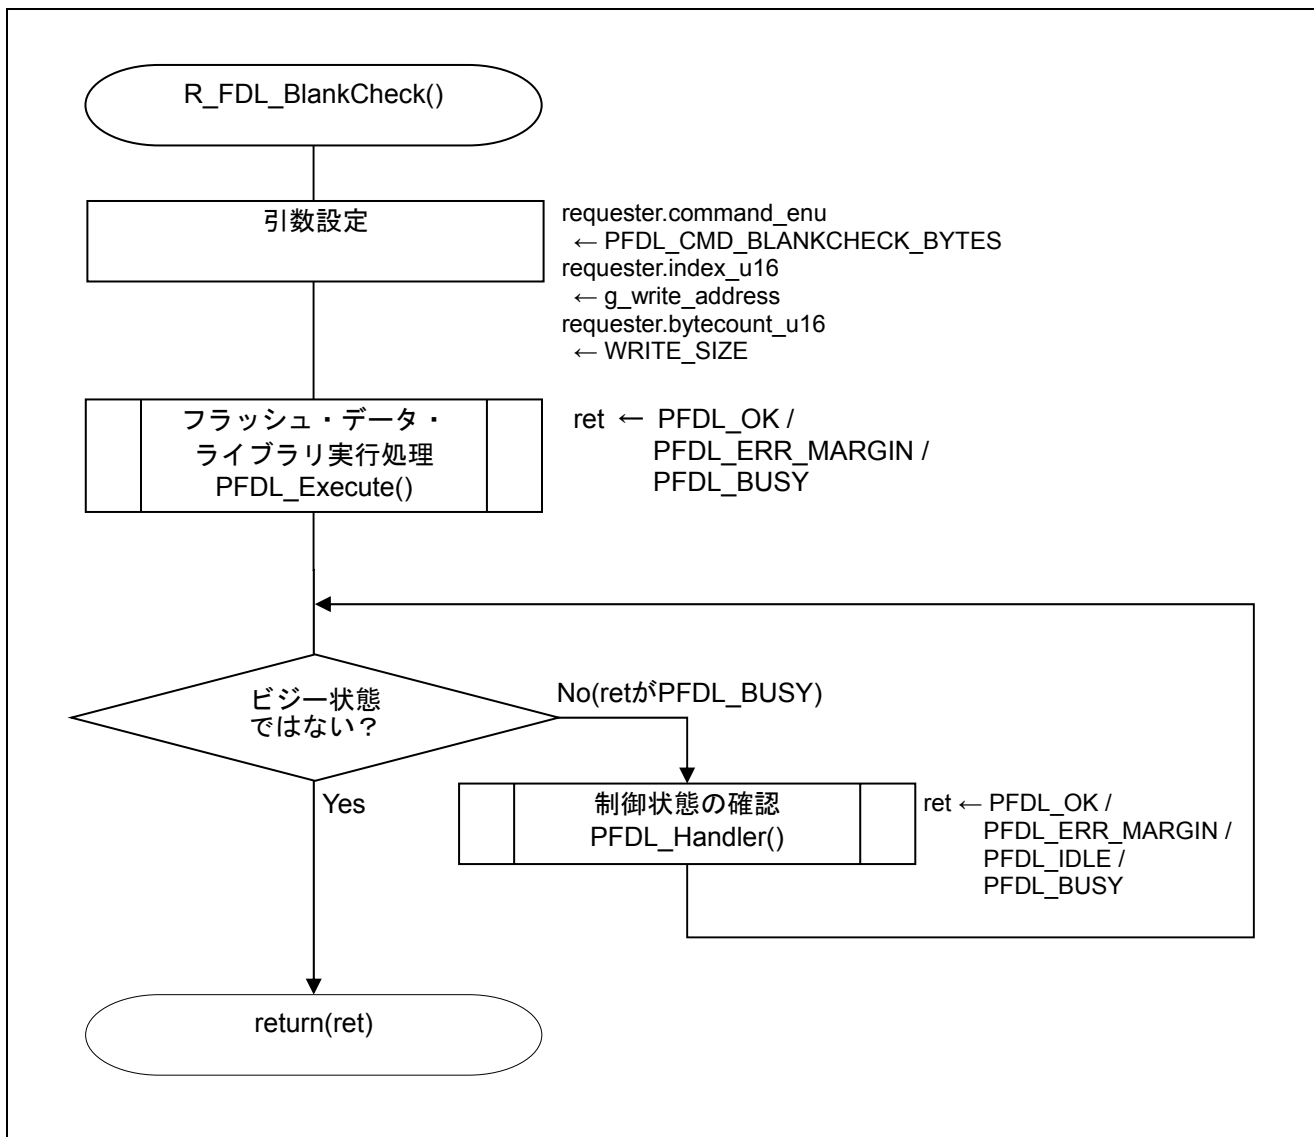 R_FDL_BlankCheck()
引数設定
requester.command_enu
← PFDL_CMD_BLANKCHECK_BYTES
requester.index_u16
← g_write_address
requester.bytecount_u16
← WRITE_SIZE
フラッシュ・データ・
ライブラリ実行処理
PFDL_Execute()
ret ← PFDL_OK /
PFDL_ERR_MARGIN /
PFDL_BUSY
ビジー状態
ではない？
No(retがPFDL_BUSY)
Yes
制御状態の確認
PFDL_Handler()
ret ← PFDL_OK /
PFDL_ERR_MARGIN /
PFDL_IDLE /
PFDL_BUSY
return(ret)